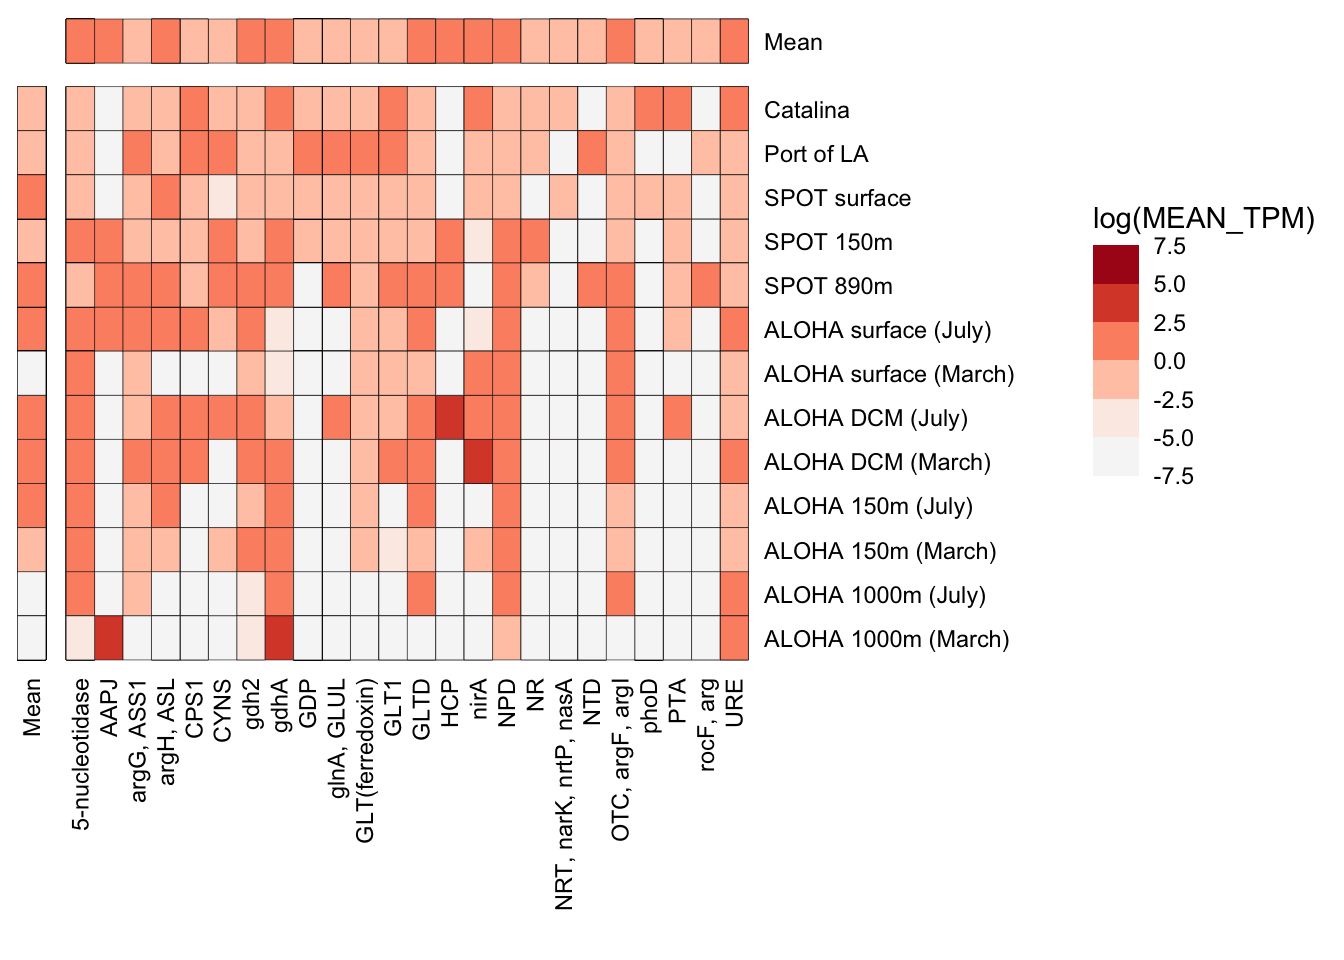 Mean
Catalina
Port of LA
SPOT surface
SPOT 150m
SPOT 890m
ALOHA surface (July)
ALOHA surface (March)
ALOHA DCM (July)
ALOHA DCM (March)
ALOHA 150m (July)
ALOHA 150m (March)
ALOHA 1000m (July)
ALOHA 1000m (March)
log(MEAN_TPM)
7.5
5.0
2.5
0.0
-2.5
-5.0
-7.5
Mean
5-nucleotidase
AAPJ
argG, ASS1
argH, ASL
CPS1
CYNS
gdh2
gdhA
GDP
glnA, GLUL
GLT(ferredoxin)
GLT1
GLTD
HCP
nirA
NPD
NR
NRT, narK, nrtP, nasA
NTD
OTC, argF, argI
phoD
PTA
rocF, arg
URE